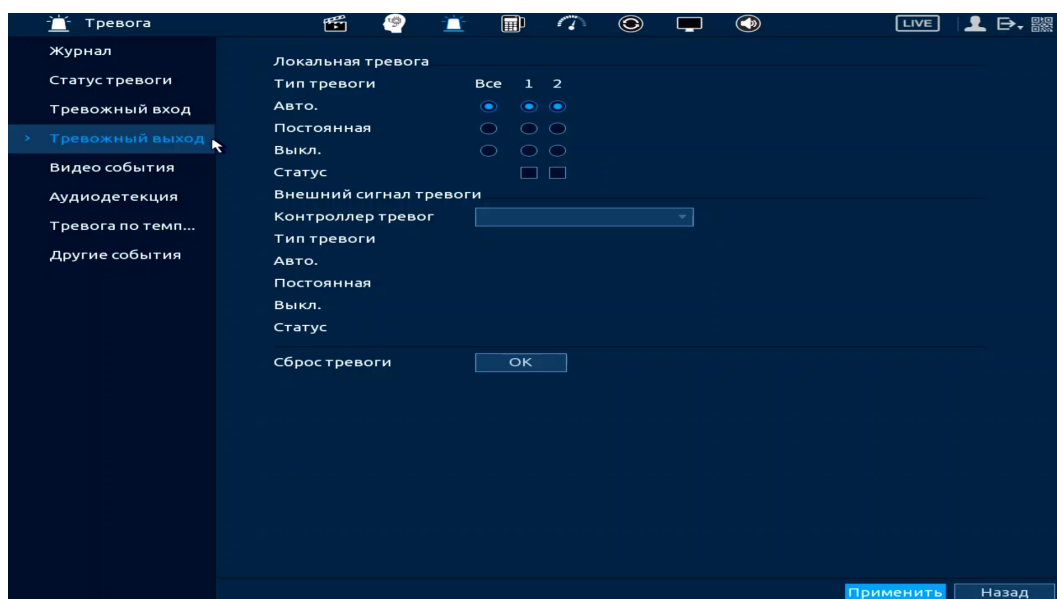 Тревога LIVE
Журнал
Статус тревоги
Тревожный вход
> Тревожный выход
Видео события
Аудиодетекция
Тревога по темп...
Другие события
Локальная тревога
Тип тревоги Все 1 2
Авто.
Постоянная
Выкл.
Статус
Внешний сигнал тревоги
Контроллер тревог
Тип тревоги
Авто.
Постоянная
Выкл.
Статус
Сброс тревоги OK
Применить Назад